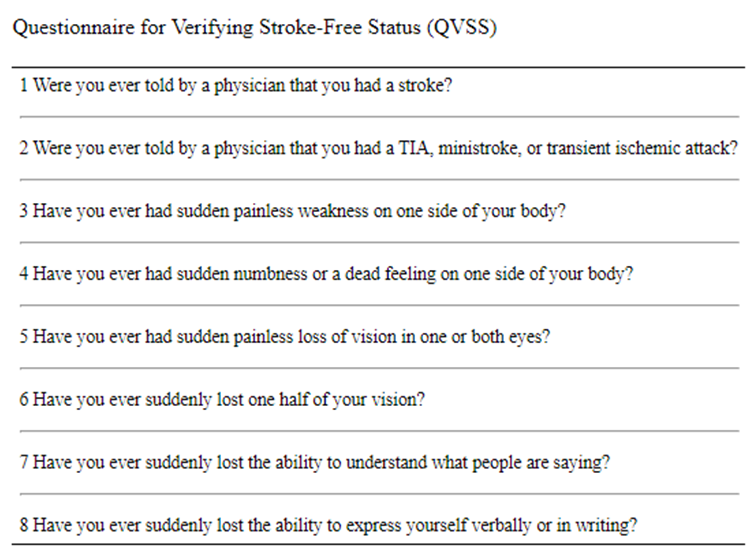 Questionnaire for Verifying Stroke-Free Status (QVSS)
1 Were you ever told by a physician that you had a stroke?
2 Were you ever told by a physician that you had a TIA, ministroke, or transient ischemic attack?
3 Have you ever had sudden painless weakness on one side of your body?
4 Have you ever had sudden numbness or a dead feeling on one side of your body?
5 Have you ever had sudden painless loss of vision in one or both eyes?
6 Have you ever suddenly lost one half of your vision?
7 Have you ever suddenly lost the ability to understand what people are saying?
8 Have you ever suddenly lost the ability to express yourself verbally or in writing?